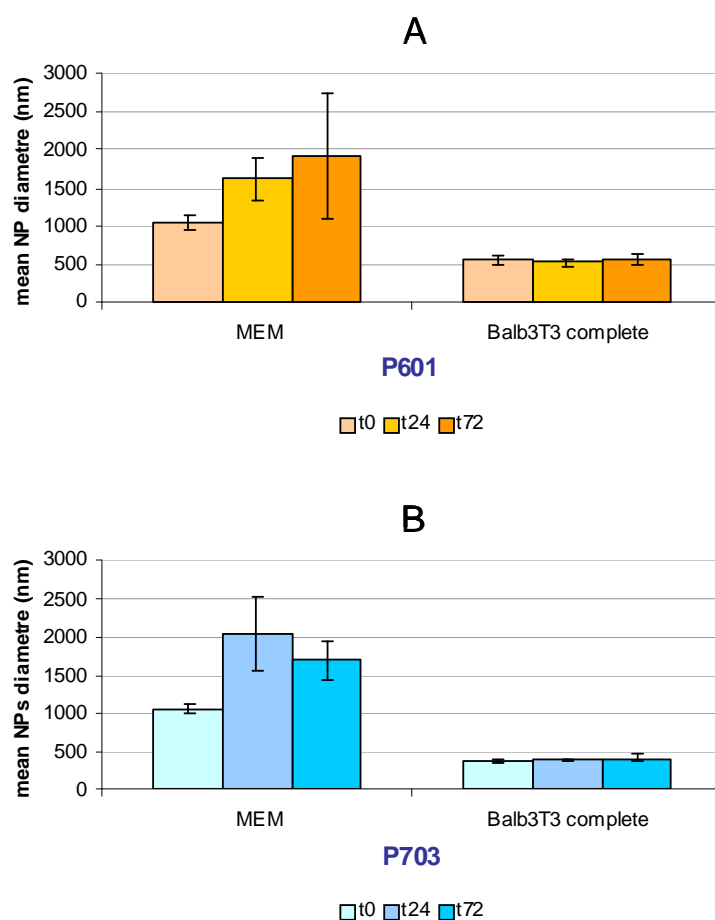 A
mean NP diametre (nm)
3000
2500
2000
1500
1000
500
0
MEM Balb3T3 complete
P601
t0 t24 t72
B
mean NPs diametre (nm)
3000
2500
2000
1500
1000
500
0
MEM Balb3T3 complete
P703
t0 t24 t72